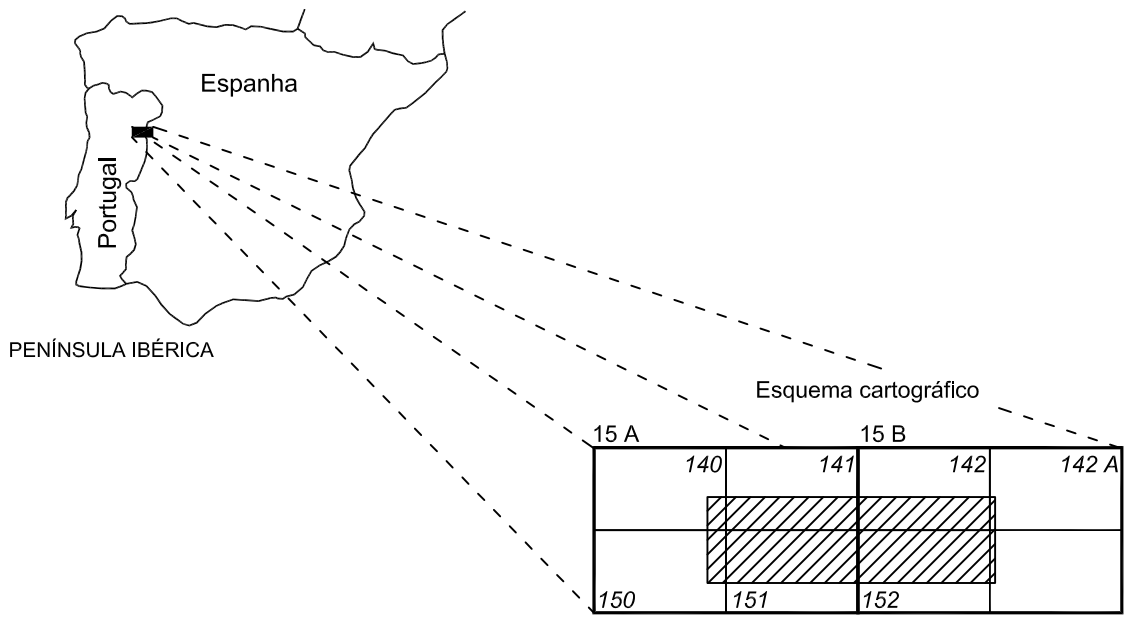 Espanha
Portugal
PENÍNSULA IBÉRICA
Esquema cartográfico
15 A 15 B
140 141 142 142 A
150 151 152